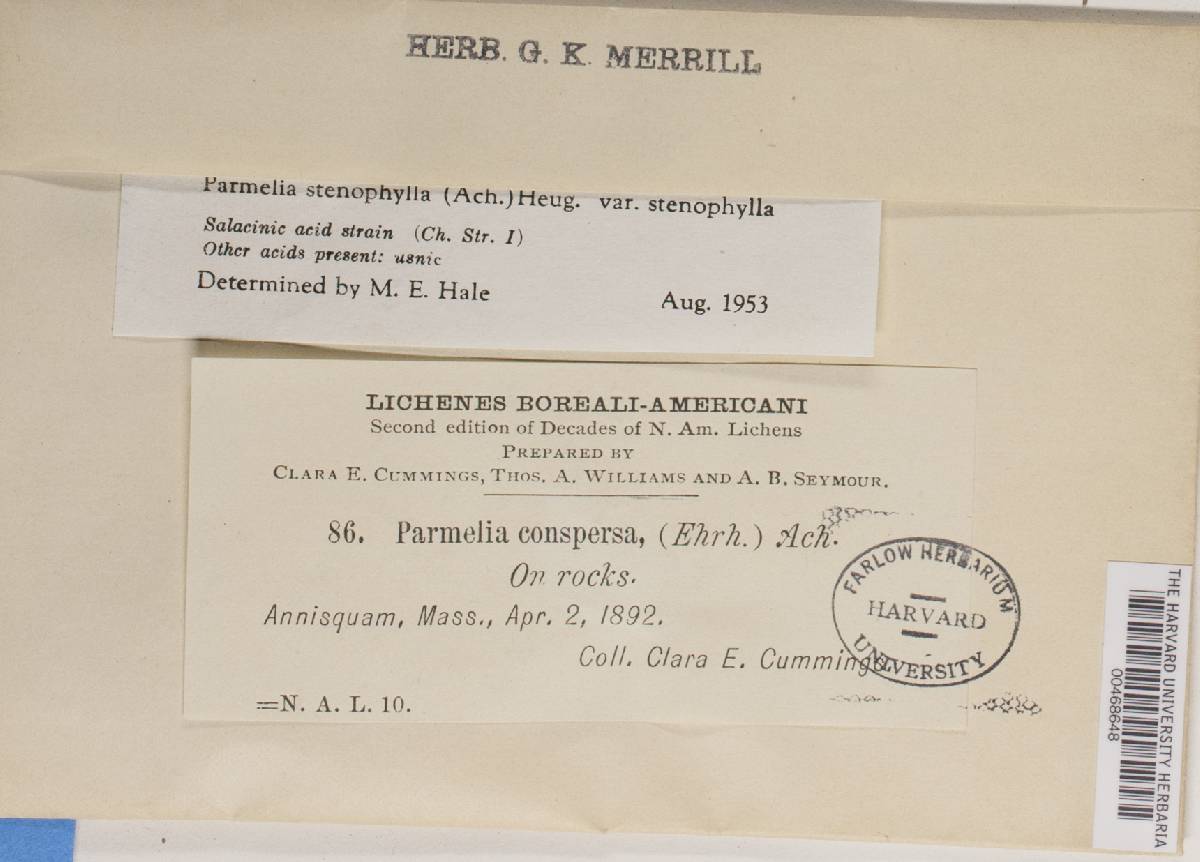 HERB. G. K. MERRILL
Parmelia stenophylla (Ach.) Heug. var. stenophylla
Salacinic acid strain (Ch. Str. I)
Other acids present: usnic
Determined by M. E. Hale Aug. 1953
LICHENES BOREALI-AMERICANI
Second edition of Decades of N. Am. Lichens
PREPARED BY
CLARA E. CUMMINGS, THOS. A. WILLIAMS AND A. B. SEYMOUR.
86. Parmelia conspersa, (Ehrh.) Ach.
On rocks.
Annisquam, Mass., Apr. 2, 1892.
Coll. Clara E. Cummings
=N. A. L. 10.
FARLOW HERBARIUM
HARVARD
UNIVERSITY
THE HARVARD UNIVERSITY HERBARIA
00468648